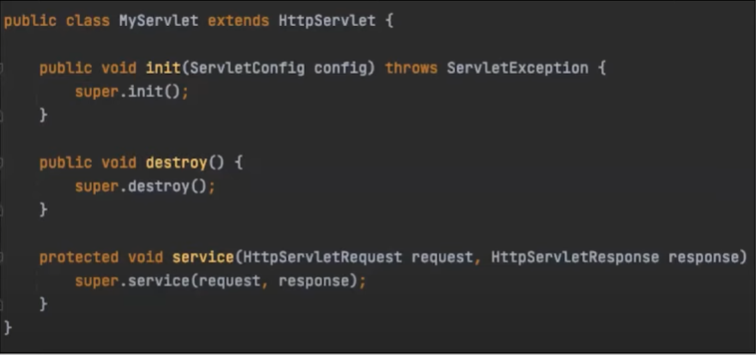 public class MyServlet extends HttpServlet {
public void init(ServletConfig config) throws ServletException {
super.init();
}
public void destroy() {
super.destroy();
}
protected void service(HttpServletRequest request, HttpServletResponse response)
super.service(request, response);
}
}